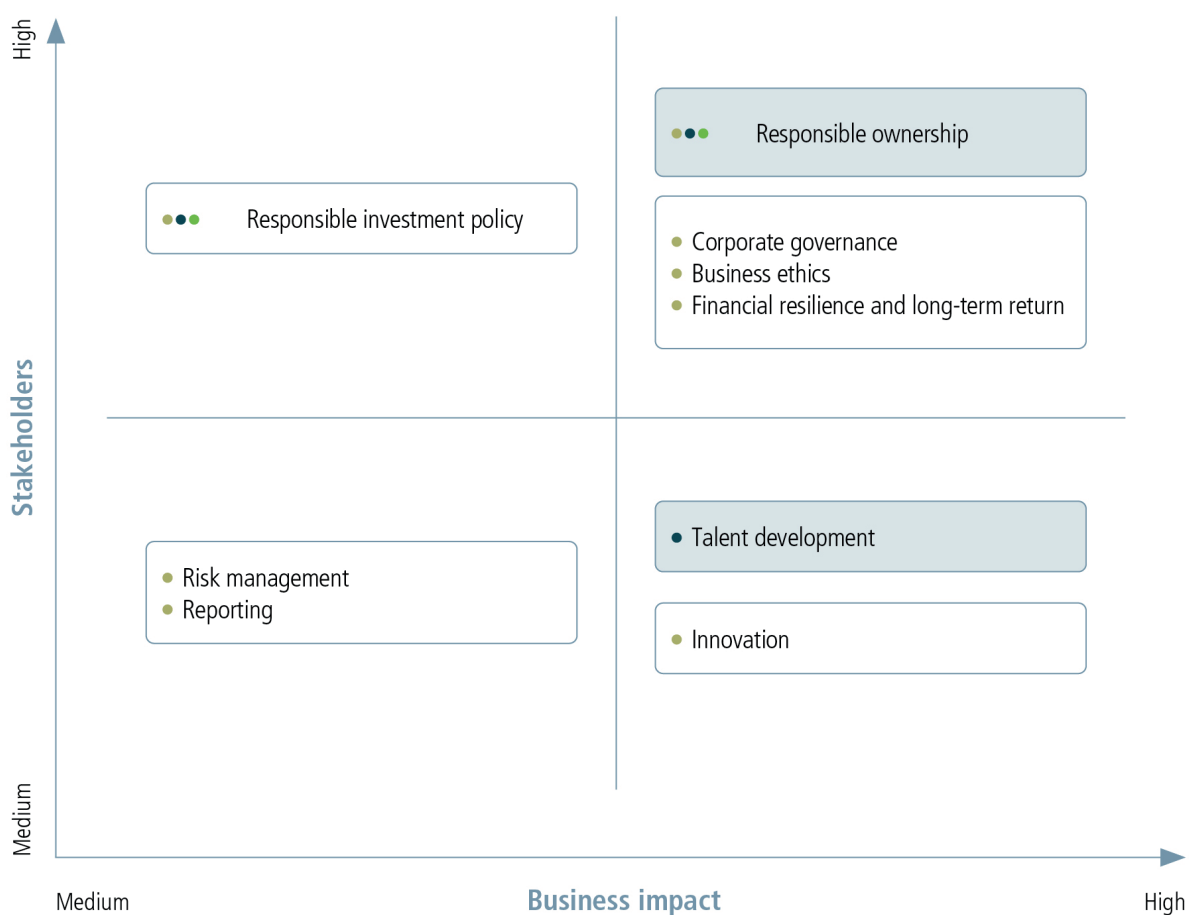 High
Responsible ownership
Responsible investment policy
Corporate governance
Business ethics
Financial resilience and long-term return
Stakeholders
Talent development
Risk management
Reporting
Innovation
Medium
Medium
Business impact
High